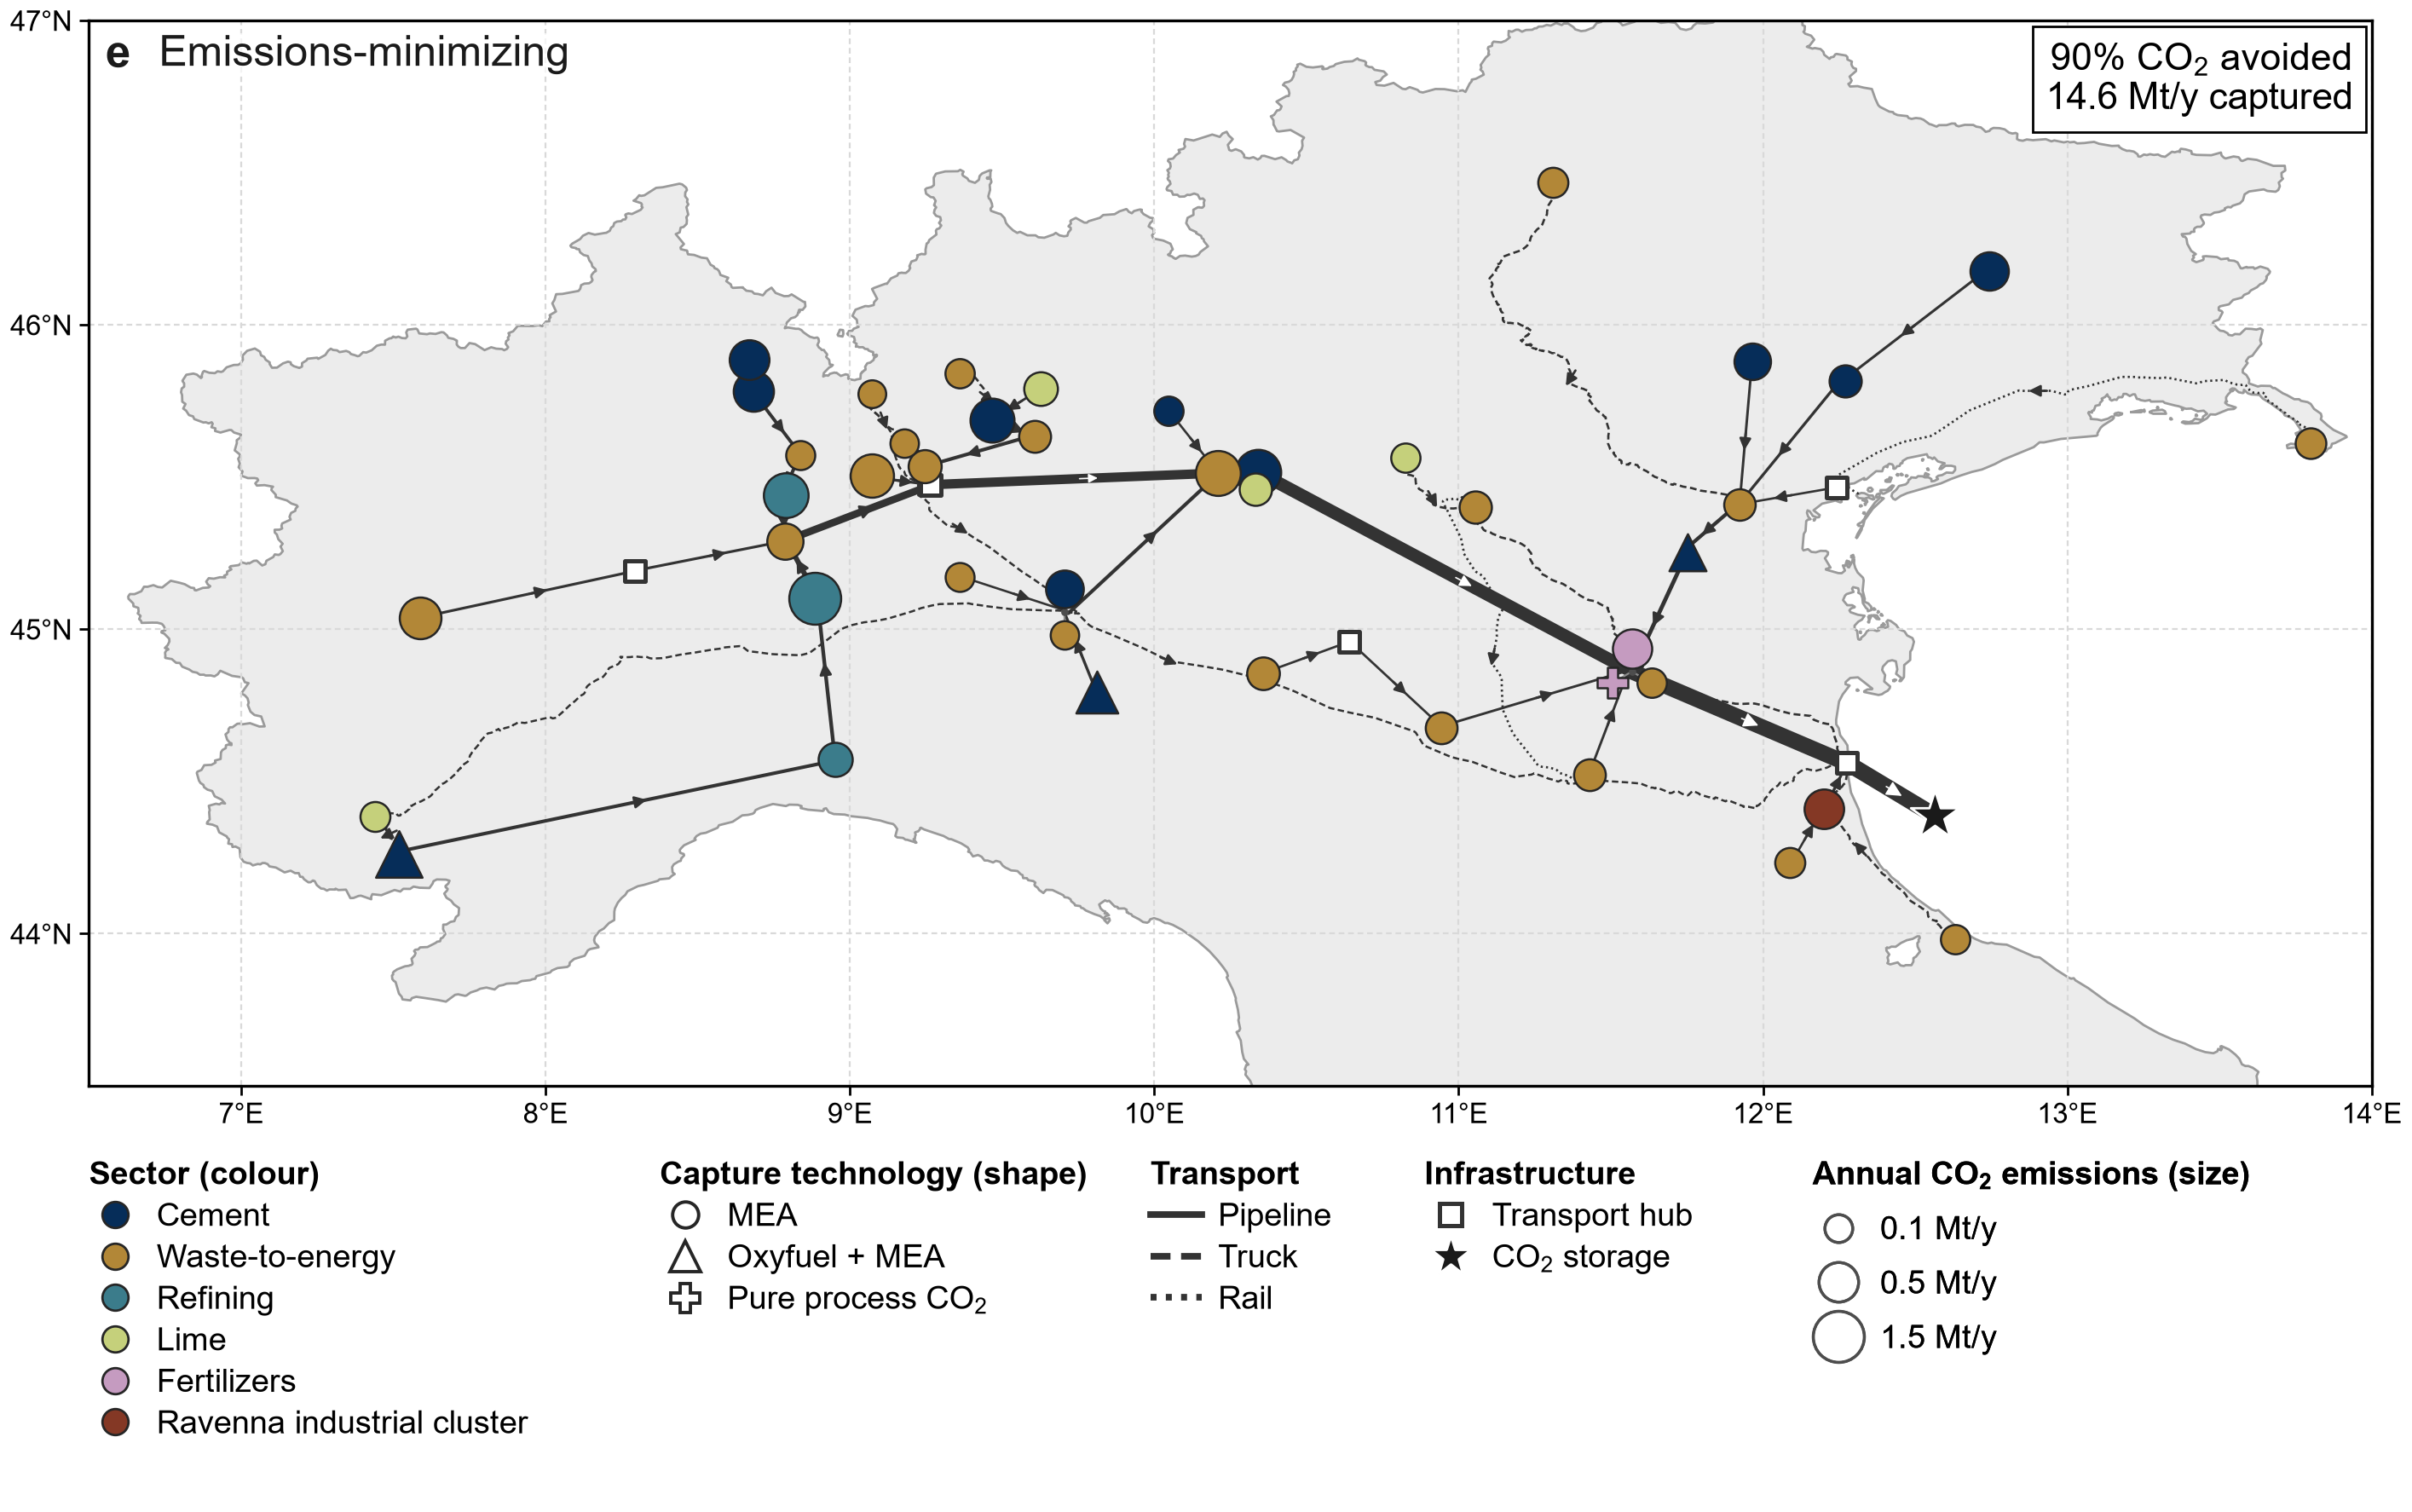 47°N
e Emissions-minimizing
90% CO₂ avoided
14.6 Mt/y captured
46°N
45°N
44°N
7°E 8°E 9°E 10°E 11°E 12°E 13°E 14°E
Sector (colour)
Cement
Waste-to-energy
Refining
Lime
Fertilizers
Ravenna industrial cluster
Capture technology (shape)
MEA
Oxyfuel + MEA
Pure process CO₂
Transport
Pipeline
Truck
Rail
Infrastructure
Transport hub
CO₂ storage
Annual CO₂ emissions (size)
0.1 Mt/y
0.5 Mt/y
1.5 Mt/y